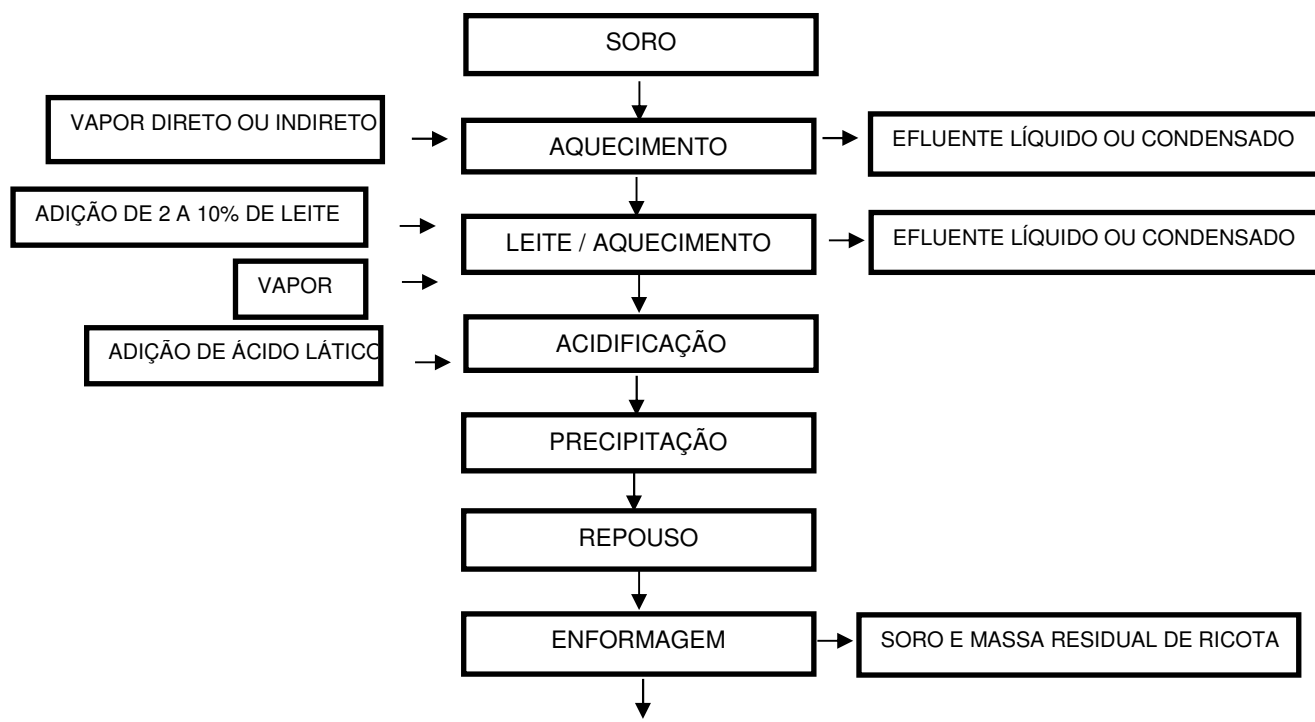 SORO
VAPOR DIRETO OU INDIRETO
AQUECIMENTO
EFLUENTE LÍQUIDO OU CONDENSADO
ADIÇÃO DE 2 A 10% DE LEITE
LEITE / AQUECIMENTO
EFLUENTE LÍQUIDO OU CONDENSADO
VAPOR
ADIÇÃO DE ÁCIDO LÁTICO
ACIDIFICAÇÃO
PRECIPITAÇÃO
REPOUSO
ENFORMAGEM
SORO E MASSA RESIDUAL DE RICOTA